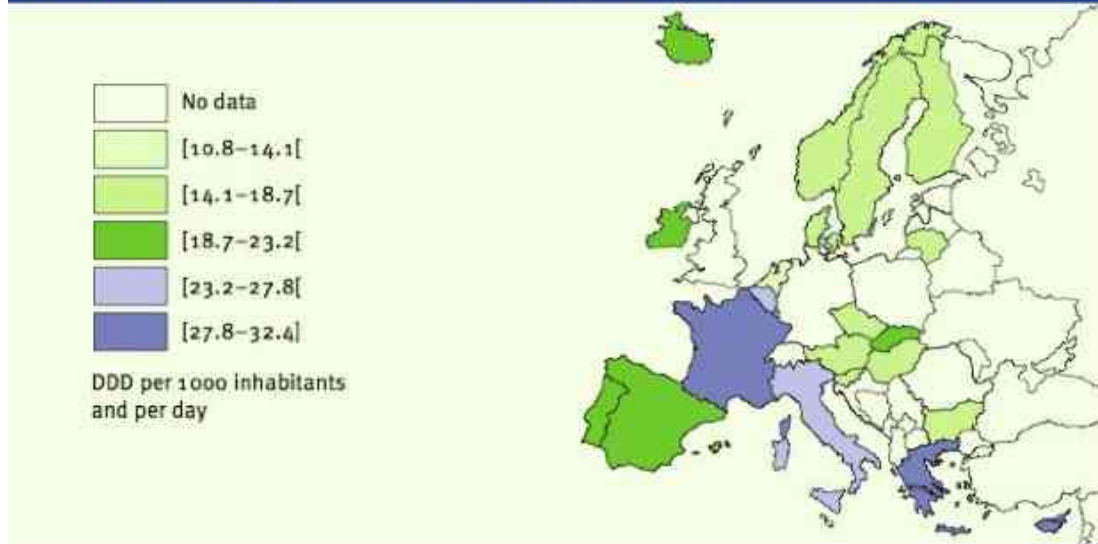 No data
[10.8–14.1[
[14.1–18.7[
[18.7–23.2[
[23.2–27.8[
[27.8–32.4]
DDD per 1000 inhabitants
and per day